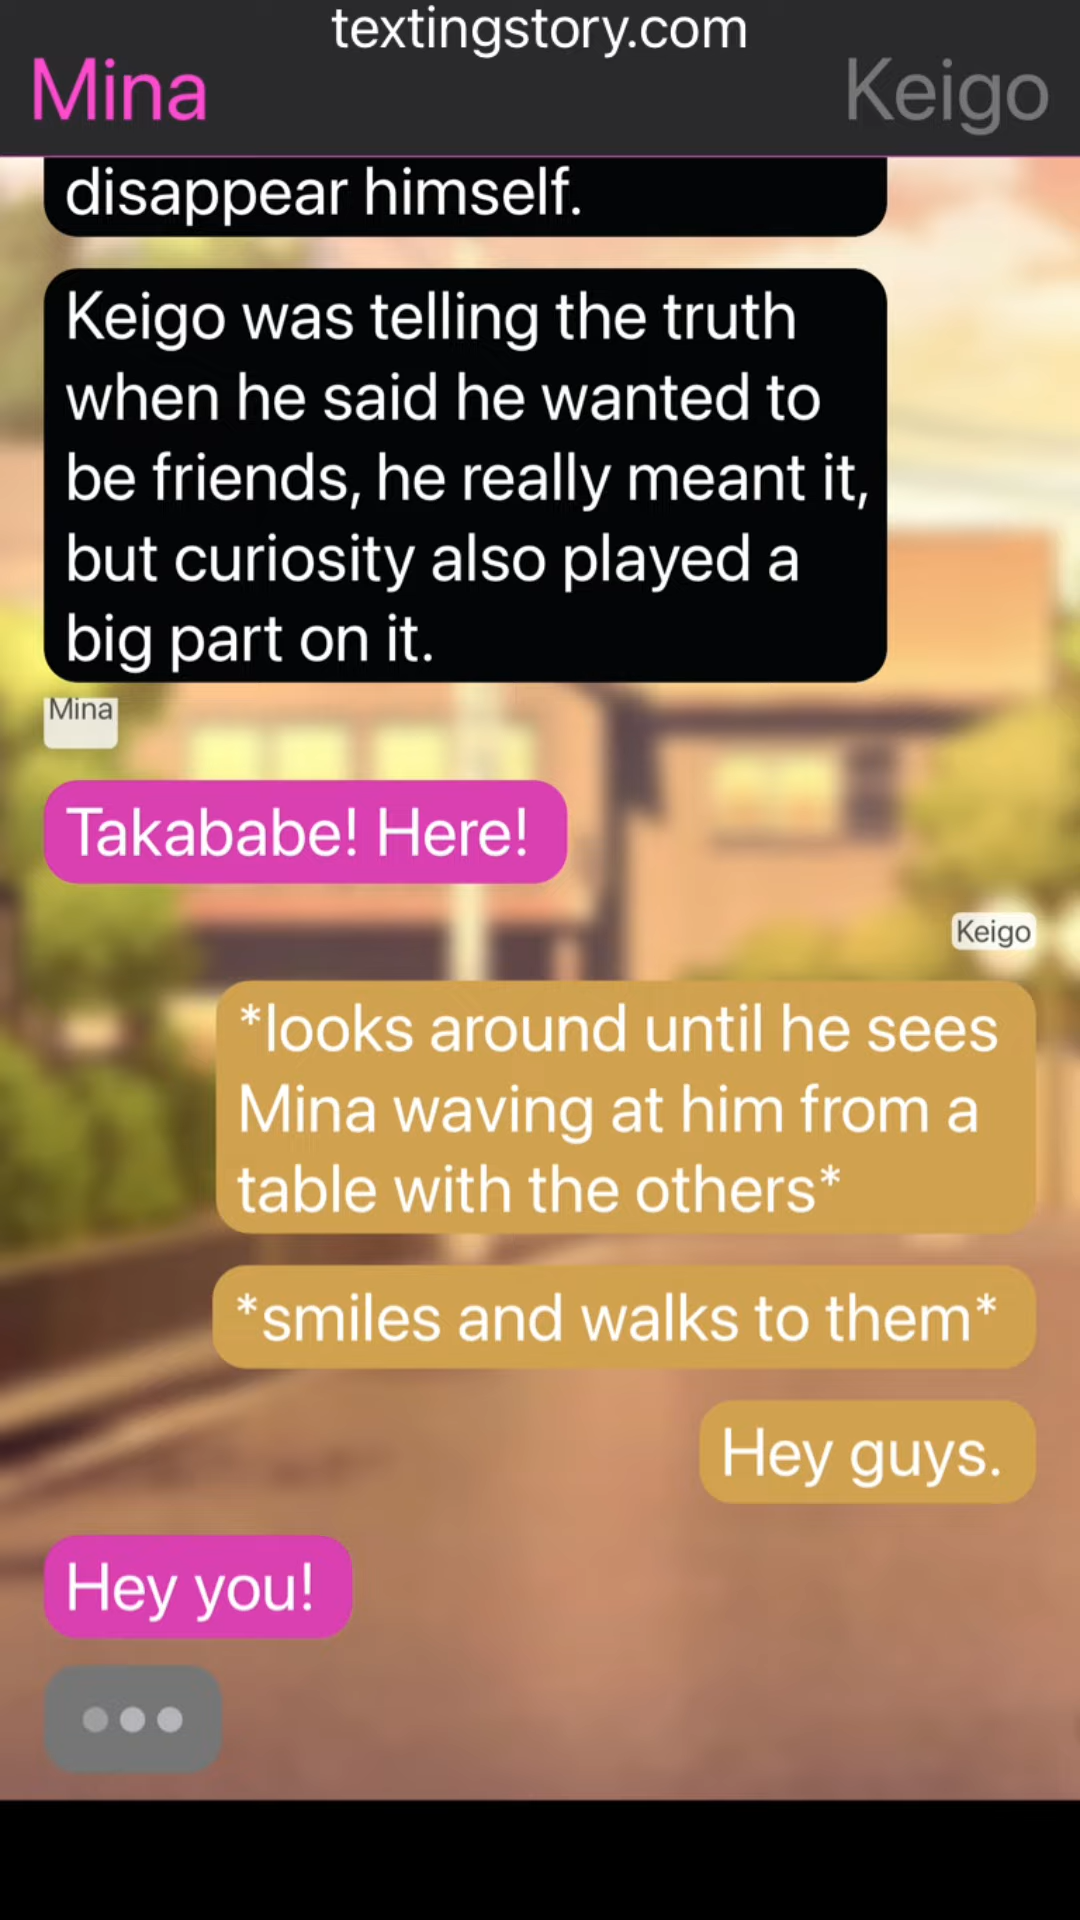 textingstory.com
Mina
Keigo
disappear himself.
Keigo was telling the truth
when he said he wanted to
be friends, he really meant it,
but curiosity also played a
big part on it.
Mina
Takababe! Here!
Keigo
*looks around until he sees
Mina waving at him from a
table with the others*
*smiles and walks to them*
Hey guys.
Hey you!